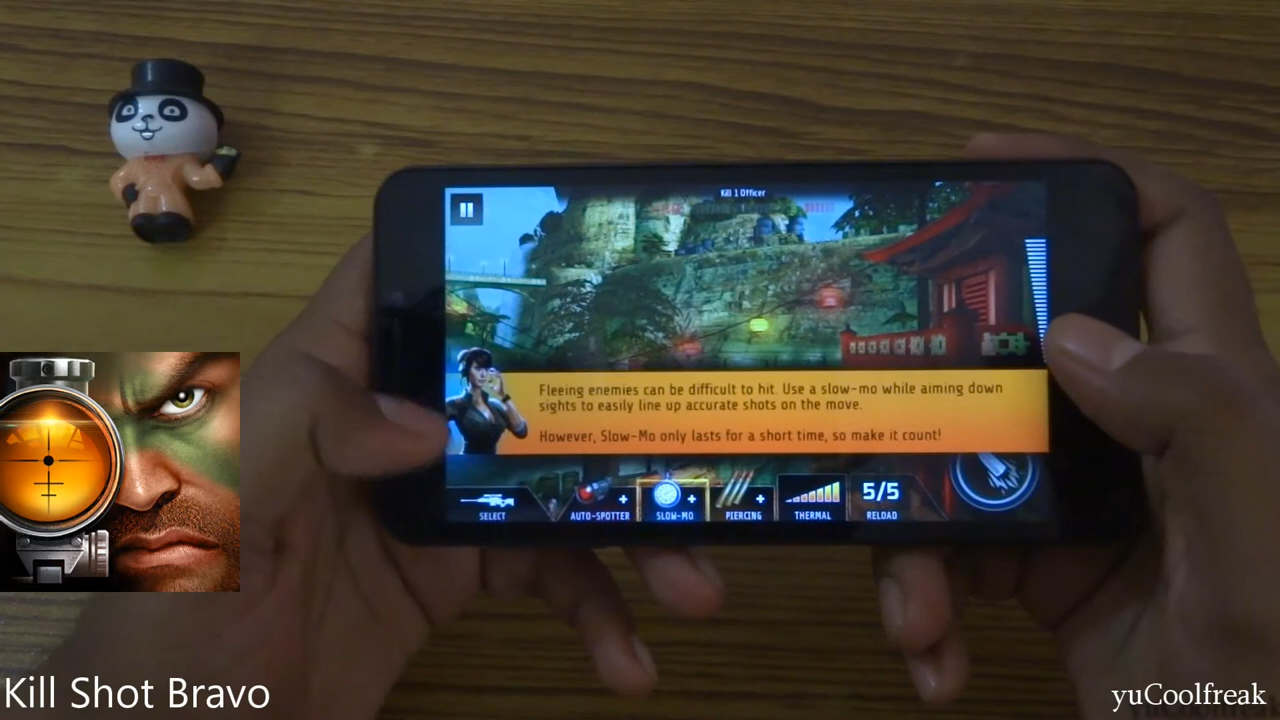 Kill 1 Officer
Fleeing enemies can be difficult to hit. Use a slow-mo while aiming down
sights to easily line up accurate shots on the move.
However, Slow-Mo only lasts for a short time, so make it count!
5/5
SELECT
AUTO-SPOTTER
SLOW-MO
PIERCING
THERMAL
RELOAD
Kill Shot Bravo
yuCoolfreak